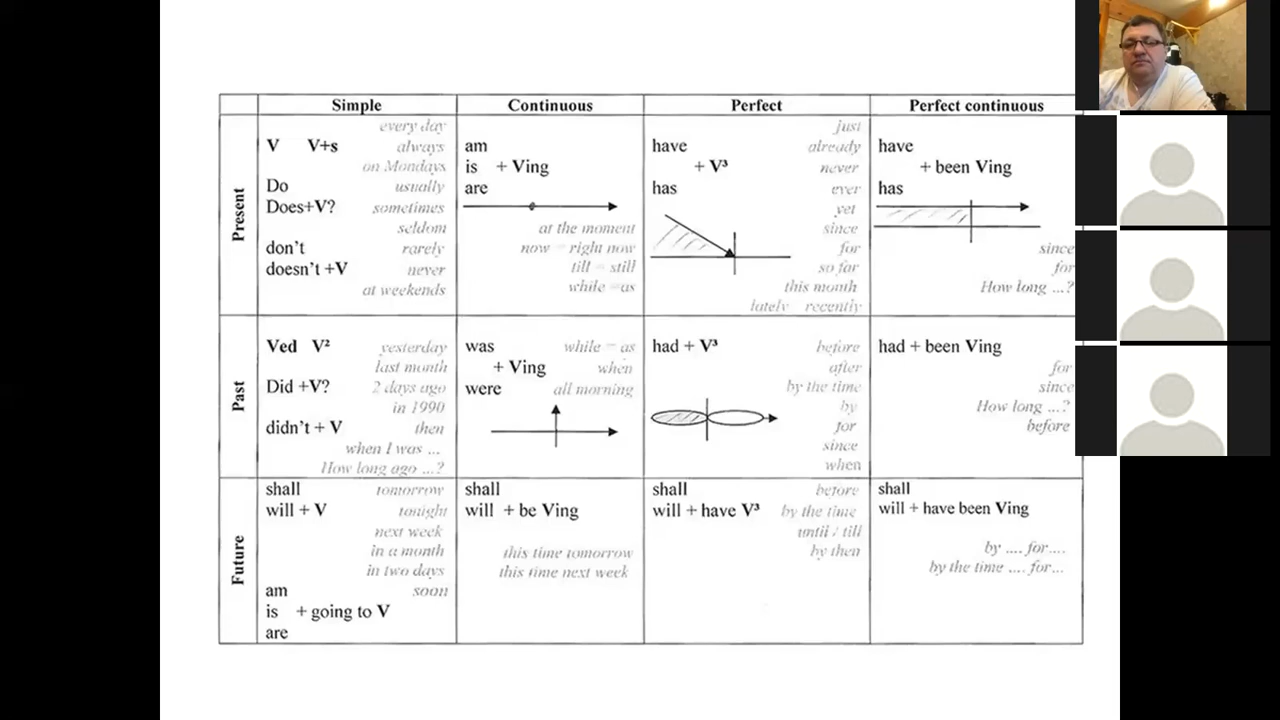 Simple Continuous Perfect Perfect continuous
Present
every day
V V+s always
on Mondays
Do usually
Does+V? sometimes
seldom
don't rarely
doesn't +V never
at weekends
am
is + Ving
are
at the moment
now = right now
till = still
while =as
just
have already
+ V³ never
has ever
yet
since
for
so far
this month
lately recently
have
+ been Ving
has
since
for
How long ...?
Past
Ved V² yesterday
last month
Did +V? 2 days ago
in 1990
didn't + V then
when I was ...
How long ago ...?
was while = as
+ Ving when
were all morning
had + V³ before
after
by the time
by
for
since
when
had + been Ving
for
since
How long ...?
before
Future
shall tomorrow
will + V tonight
next week
in a month
in two days
am soon
is + going to V
are
shall
will + be Ving
this time tomorrow
this time next week
shall before
will + have V³ by the time
until / till
by then
shall
will + have been Ving
by .... for....
by the time .... for...